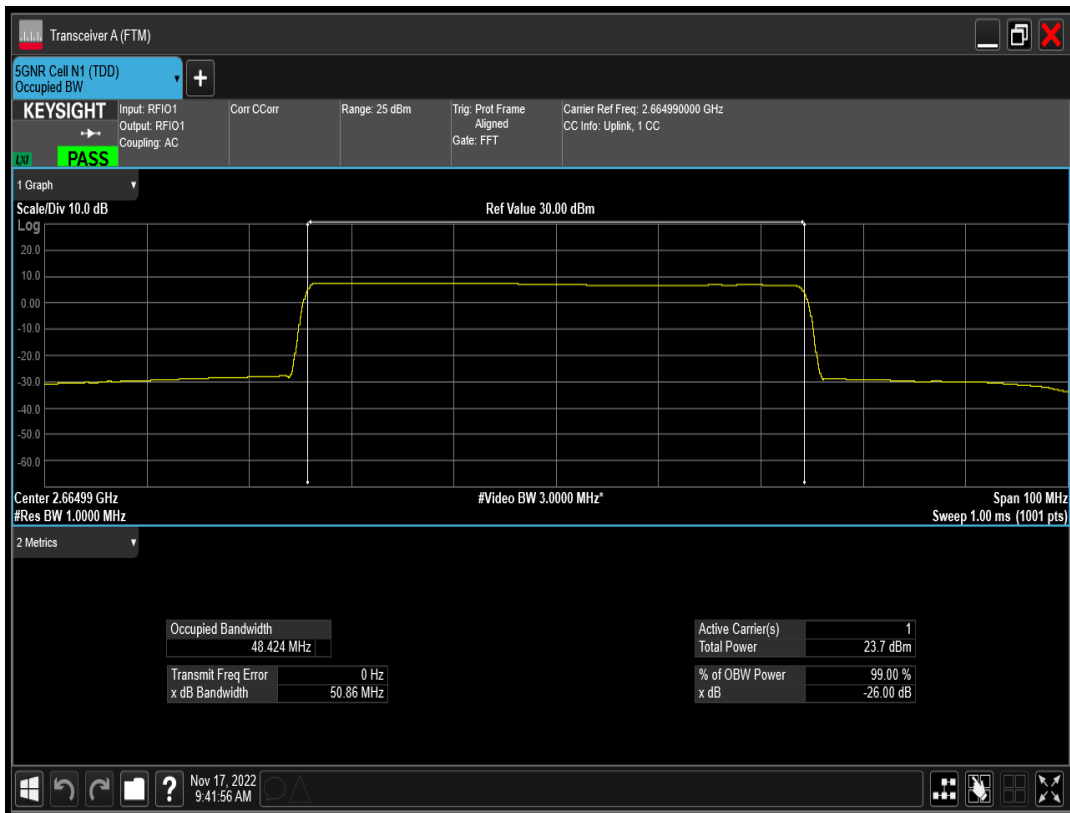 Transceiver A (FTM)
5GNR Cell N1 (TDD)
Occupied BW
+
KEYSIGHT
LXI
PASS
Input: RFIO1
Output: RFIO1
Coupling: AC
Corr CCorr
Range: 25 dBm
Trig: Prot Frame
Aligned
Gate: FFT
Carrier Ref Freq: 2.664990000 GHz
CC Info: Uplink, 1 CC
1 Graph
Scale/Div 10.0 dB
Ref Value 30.00 dBm
Log
20.0
10.0
0.00
-10.0
-20.0
-30.0
-40.0
-50.0
-60.0
Center 2.66499 GHz
#Video BW 3.0000 MHz*
Span 100 MHz
#Res BW 1.0000 MHz
Sweep 1.00 ms (1001 pts)
2 Metrics
Occupied Bandwidth
48.424 MHz
Transmit Freq Error 0 Hz
x dB Bandwidth 50.86 MHz
Active Carrier(s) 1
Total Power 23.7 dBm
% of OBW Power 99.00 %
x dB -26.00 dB
?
Nov 17, 2022
9:41:56 AM